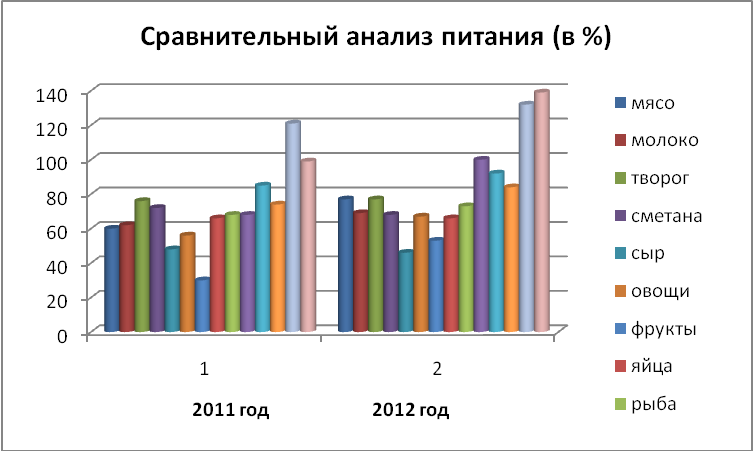 Сравнительный анализ питания (в %)
140
120
100
80
60
40
20
0
1
2
2011 год
2012 год
мясо
молоко
творог
сметана
сыр
овощи
фрукты
яйца
рыба